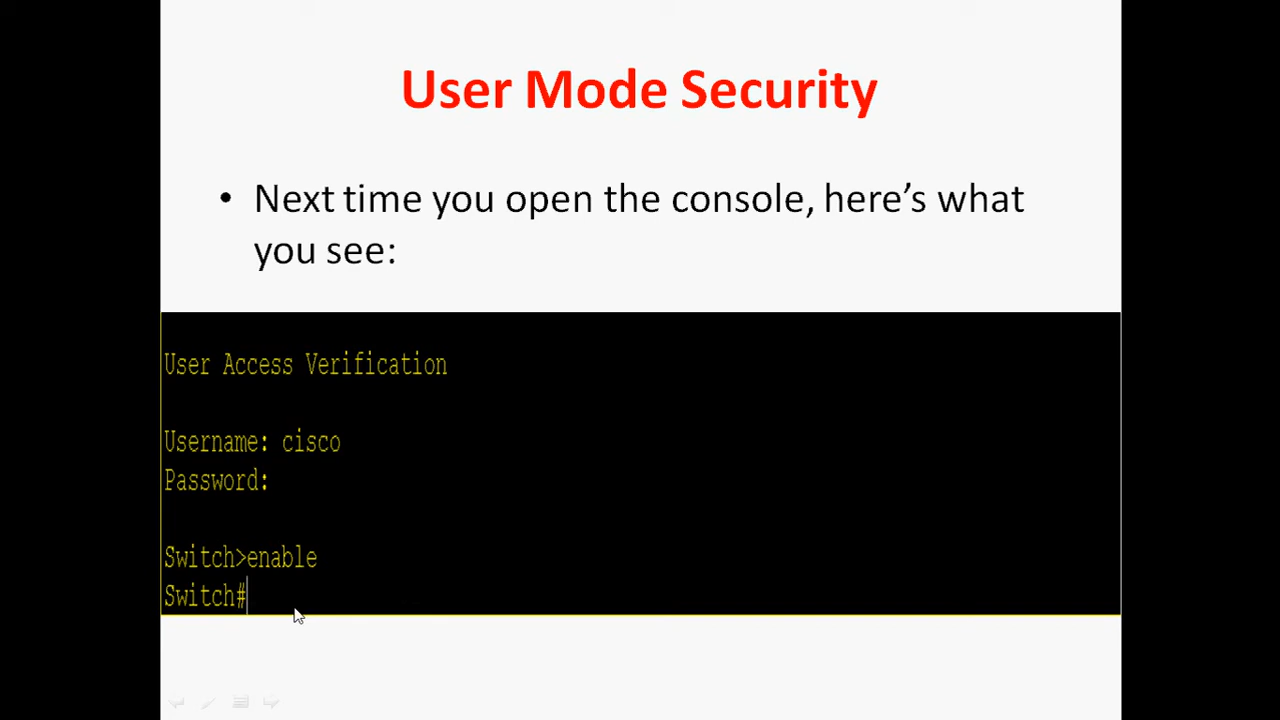 User Mode Security
• Next time you open the console, here’s what
you see:
User Access Verification
Username: cisco
Password:
Switch>enable
Switch#